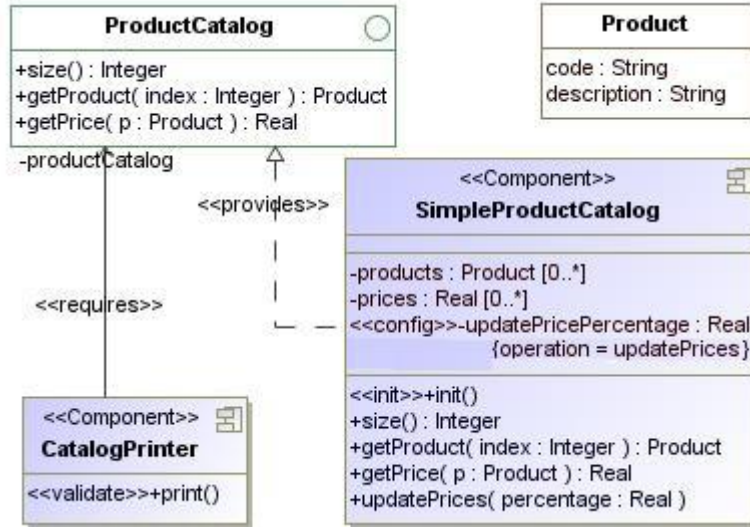 ProductCatalog
+size() : Integer
+getProduct( index : Integer ) : Product
+getPrice( p : Product ) : Real
Product
code : String
description : String
-productCatalog
<<provides>>
<<requires>>
<<Component>>
SimpleProductCatalog
-products : Product [0..*]
-prices : Real [0..*]
<<config>>-updatePricePercentage : Real
{operation = updatePrices}
<<init>>+init()
+size() : Integer
+getProduct( index : Integer ) : Product
+getPrice( p : Product ) : Real
+updatePrices( percentage : Real )
<<Component>>
CatalogPrinter
<<validate>>+print()